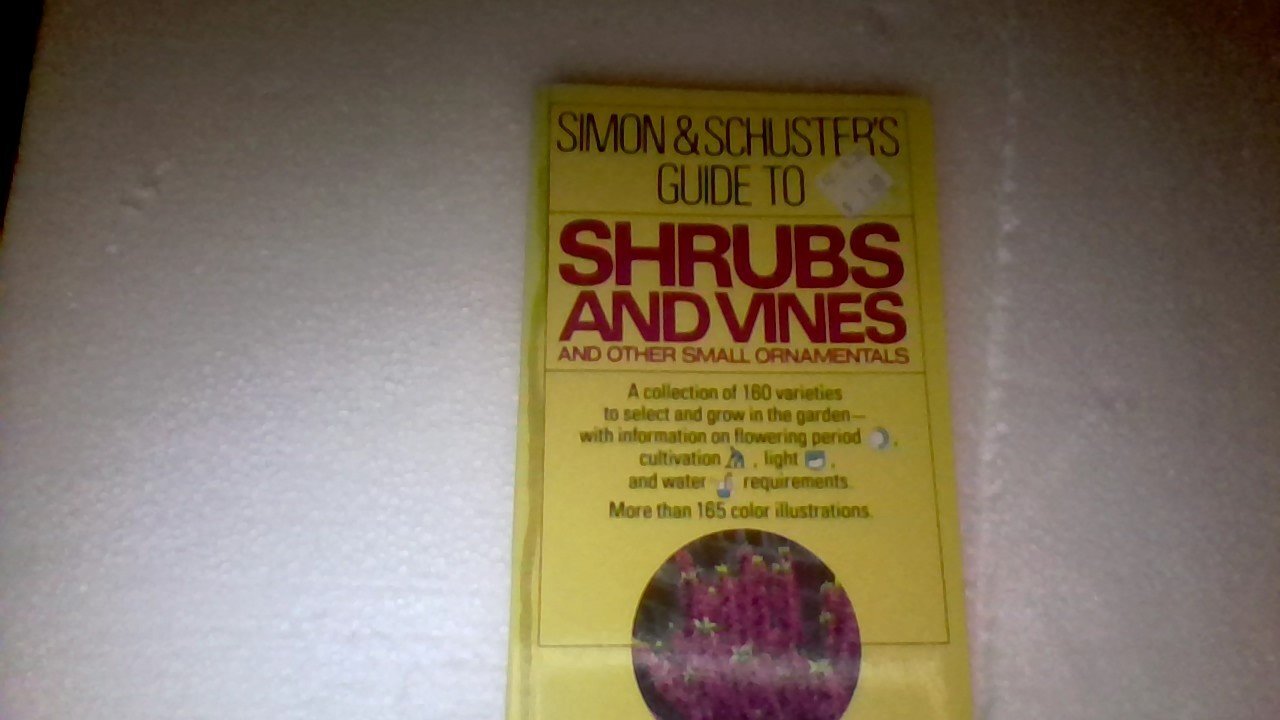 SIMON & SCHUSTER'S
GUIDE TO
SHRUBS
AND VINES
AND OTHER SMALL ORNAMENTALS
A collection of 160 varieties
to select and grow in the garden—
with information on flowering period ,
cultivation , light ,
and water requirements.
More than 165 color illustrations.